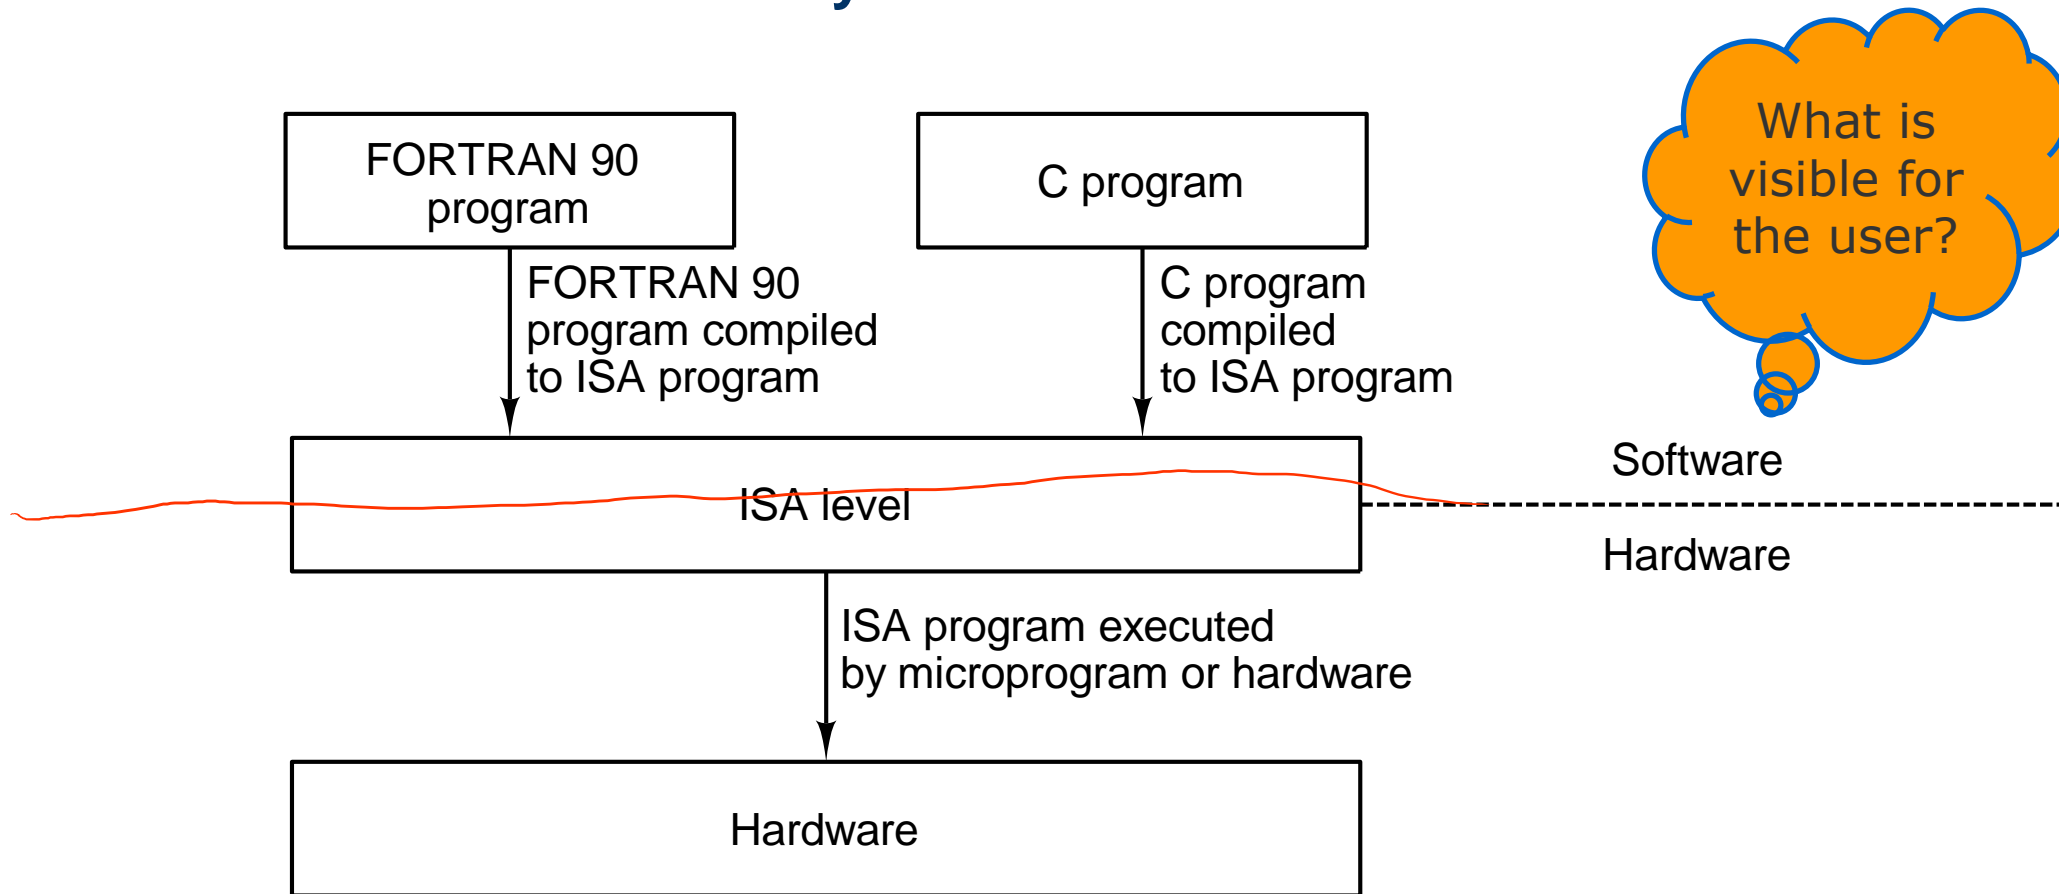 FORTRAN 90
program
C program
What is
visible for
the user?
FORTRAN 90
program compiled
to ISA program
C program
compiled
to ISA program
Software
ISA level
Hardware
ISA program executed
by microprogram or hardware
Hardware